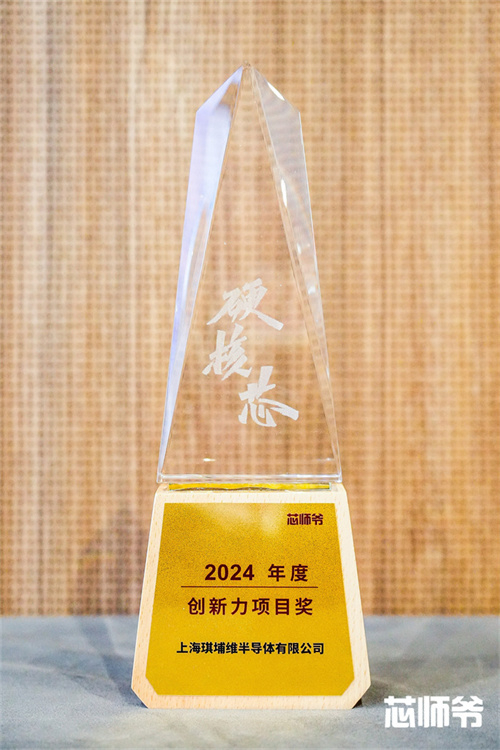 硬
核
芯
芯师爷
2024 年度
创新力项目奖
上海琪埔维半导体有限公司
芯师爷